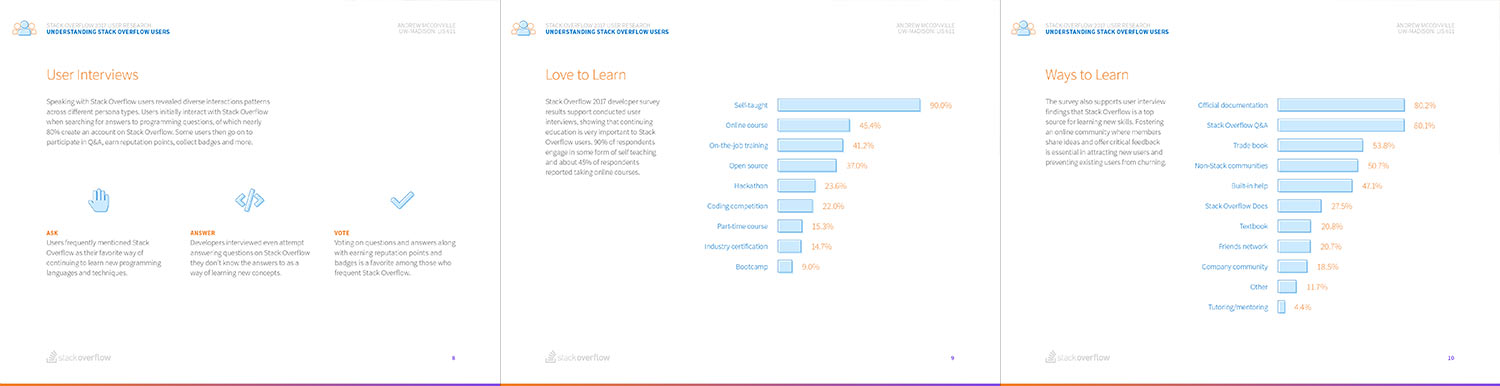 STACK OVERFLOW 2017 USER RESEARCH
UNDERSTANDING STACK OVERFLOW USERS
ANDREW MCCONVILLE
UW-MADISON: LIS 611
User Interviews
Speaking with Stack Overflow users revealed diverse interactions patterns
across different persona types. Users initially interact with Stack Overflow
when searching for answers to programming questions, of which nearly
80% create an account on Stack Overflow. Some users then go on to
participate in Q&A, earn reputation points, collect badges and more.
ASK
Users frequently mentioned Stack
Overflow as their favorite way of
continuing to learn new programming
languages and techniques.
ANSWER
Developers interviewed even attempt
answering questions on Stack Overflow
they don't know the answers to as a
way of learning new concepts.
VOTE
Voting on questions and answers along
with earning reputation points and
badges is a favorite among those who
frequent Stack Overflow.
stackoverflow
8
STACK OVERFLOW 2017 USER RESEARCH
UNDERSTANDING STACK OVERFLOW USERS
ANDREW MCCONVILLE
UW-MADISON: LIS 611
Love to Learn
Stack Overflow 2017 developer survey
results support conducted user
interviews, showing that continuing
education is very important to Stack
Overflow users. 90% of respondents
engage in some form of self teaching
and about 45% of respondents
reported taking online courses.
Self-taught 90.0%
Online course 45.4%
On-the-job training 41.2%
Open source 37.0%
Hackathon 23.6%
Coding competition 22.0%
Part-time course 15.3%
Industry certification 14.7%
Bootcamp 9.0%
stackoverflow
9
STACK OVERFLOW 2017 USER RESEARCH
UNDERSTANDING STACK OVERFLOW USERS
ANDREW MCCONVILLE
UW-MADISON: LIS 611
Ways to Learn
The survey also supports user interview
findings that Stack Overflow is a top
source for learning new skills. Fostering
an online community where members
share ideas and offer critical feedback
is essential in attracting new users and
preventing existing users from churning.
Official documentation 80.2%
Stack Overflow Q&A 80.1%
Trade book 53.8%
Non-Stack communities 50.7%
Built-in help 47.1%
Stack Overflow Docs 27.5%
Textbook 20.8%
Friends network 20.7%
Company community 18.5%
Other 11.7%
Tutoring/mentoring 4.4%
stackoverflow
10